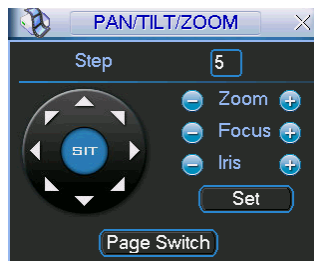 PAN/TILT/ZOOM
Step 5
Zoom
Focus
SIT
Iris
Set
Page Switch